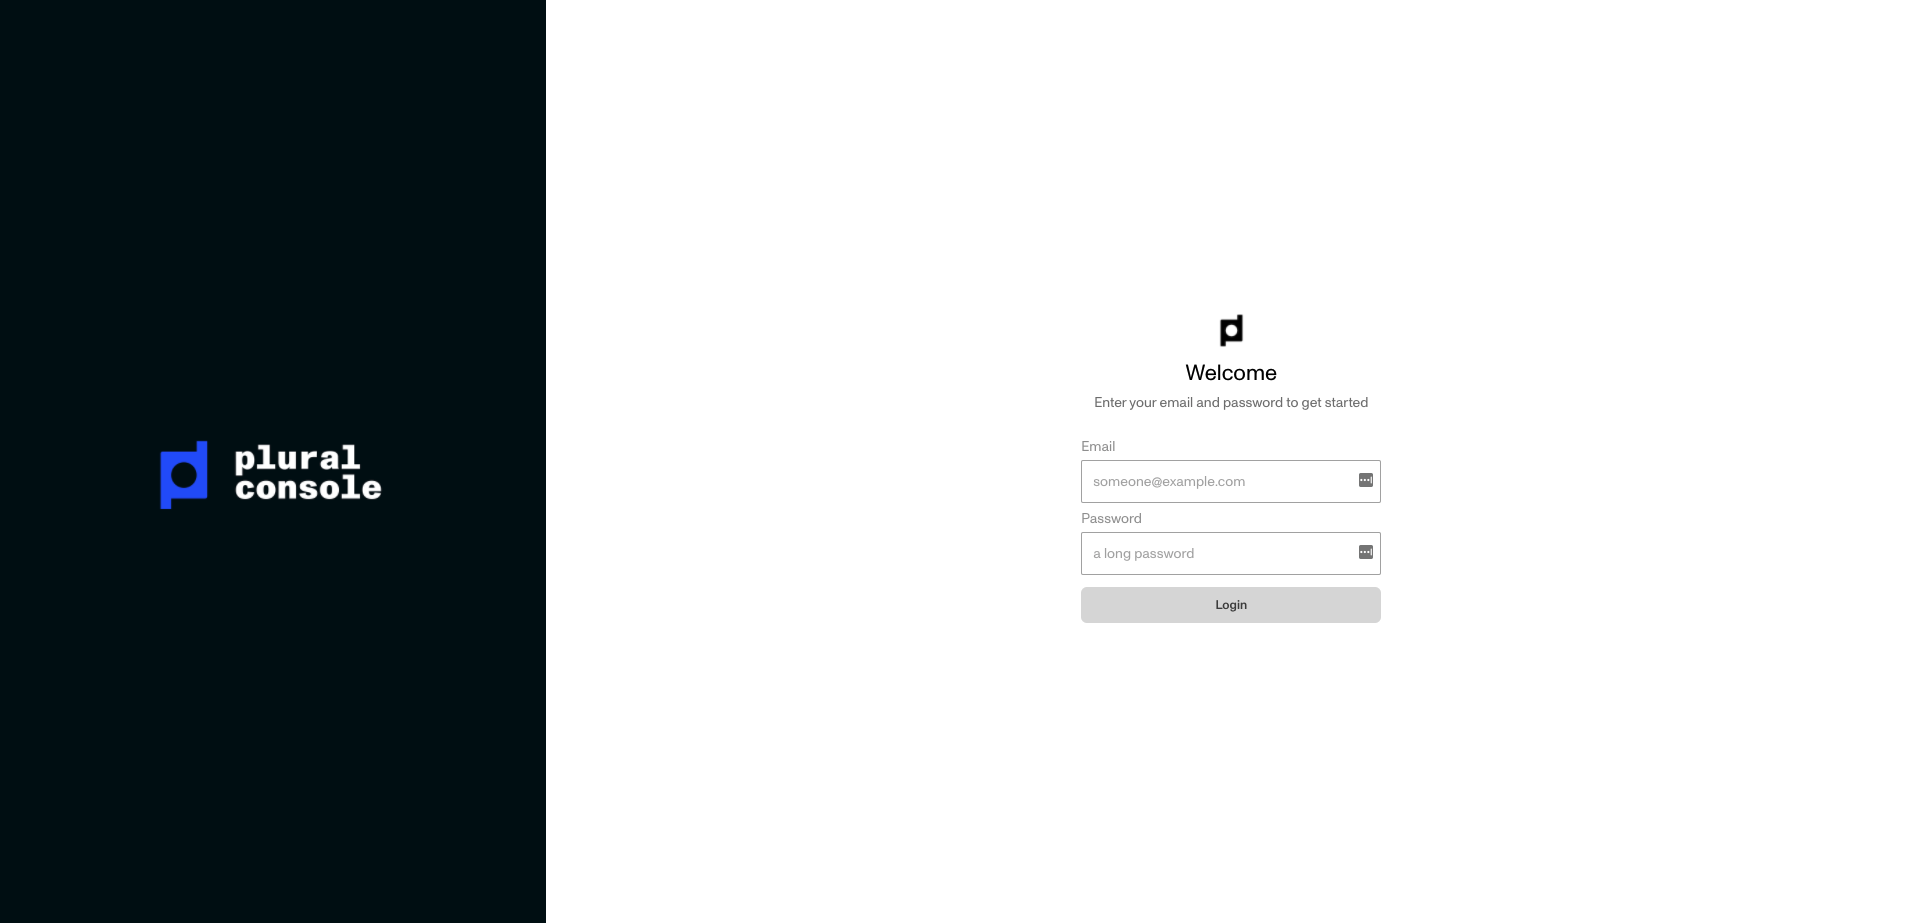 plural
console
Welcome
Enter your email and password to get started
Email
someone@example.com
Password
a long password
Login